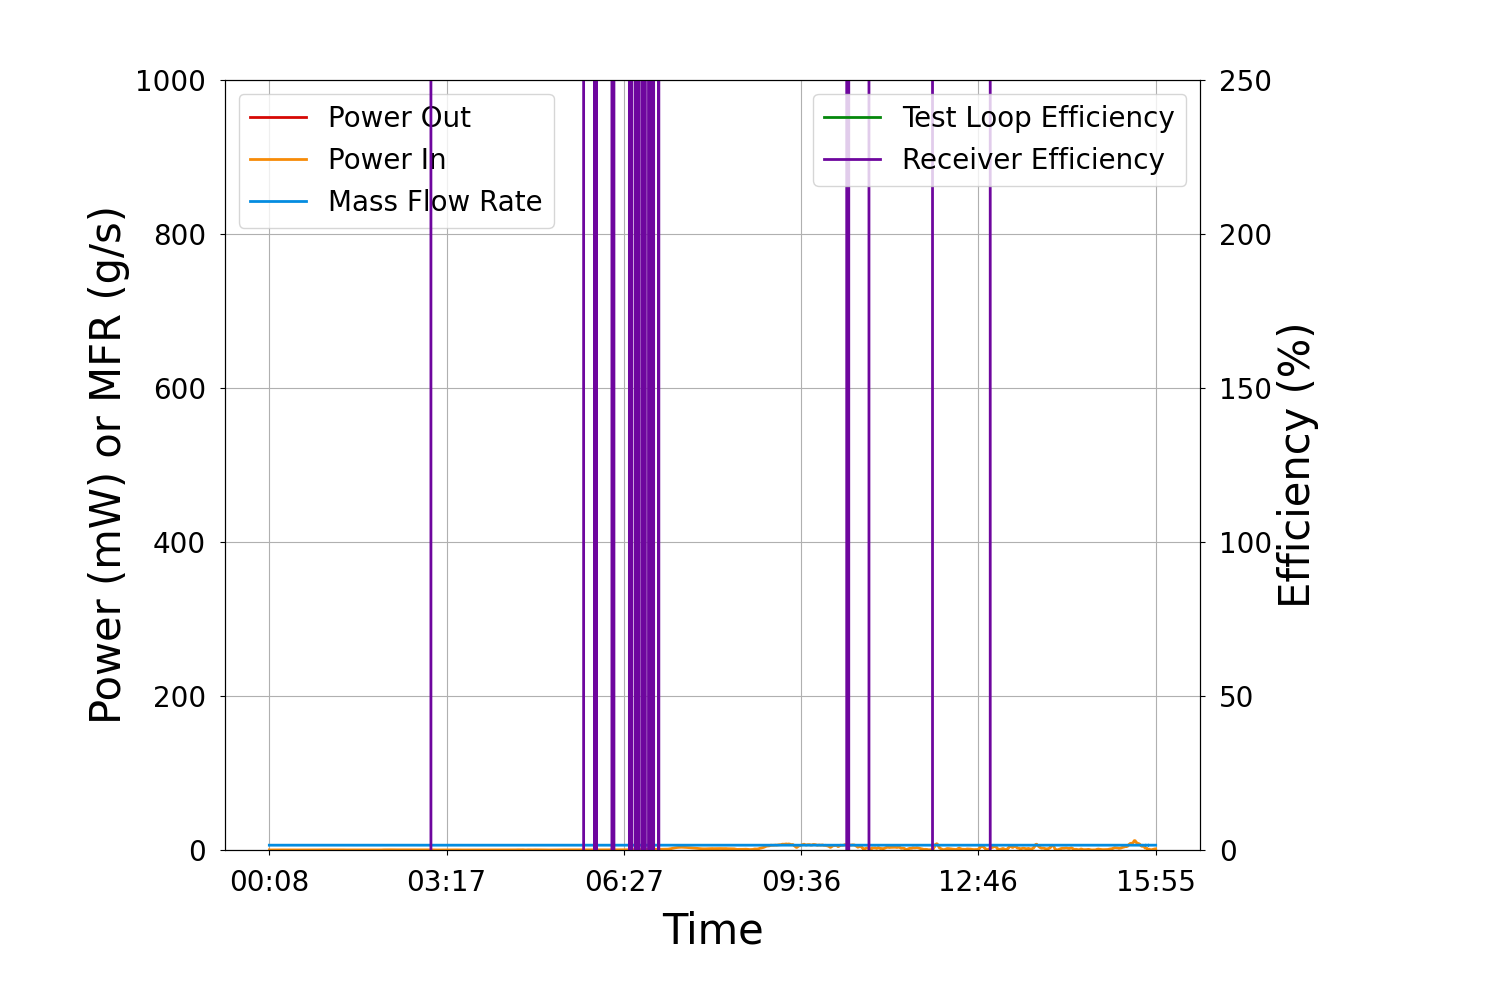 1000
800
600
400
200
0
Power (mW) or MFR (g/s)
Power Out
Power In
Mass Flow Rate
Test Loop Efficiency
Receiver Efficiency
250
200
150
100
50
0
Efficiency (%)
00:08 03:17 06:27 09:36 12:46 15:55
Time